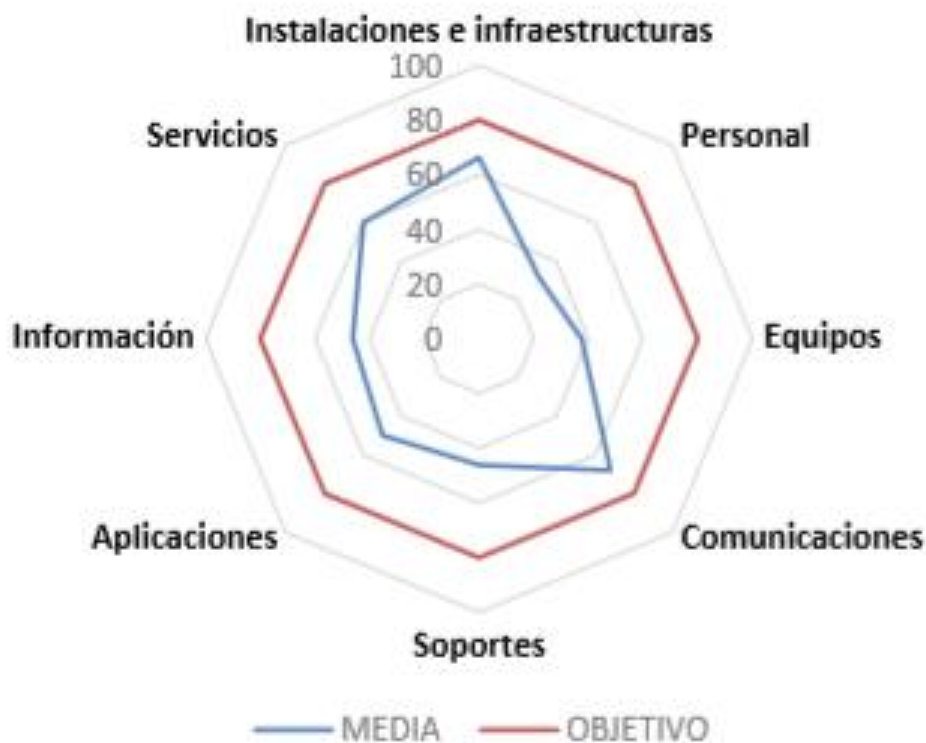 Instalaciones e infraestructuras
100
80
60
40
20
0
Servicios
Personal
Información
Equipos
Aplicaciones
Comunicaciones
Soportes
MEDIA
OBJETIVO